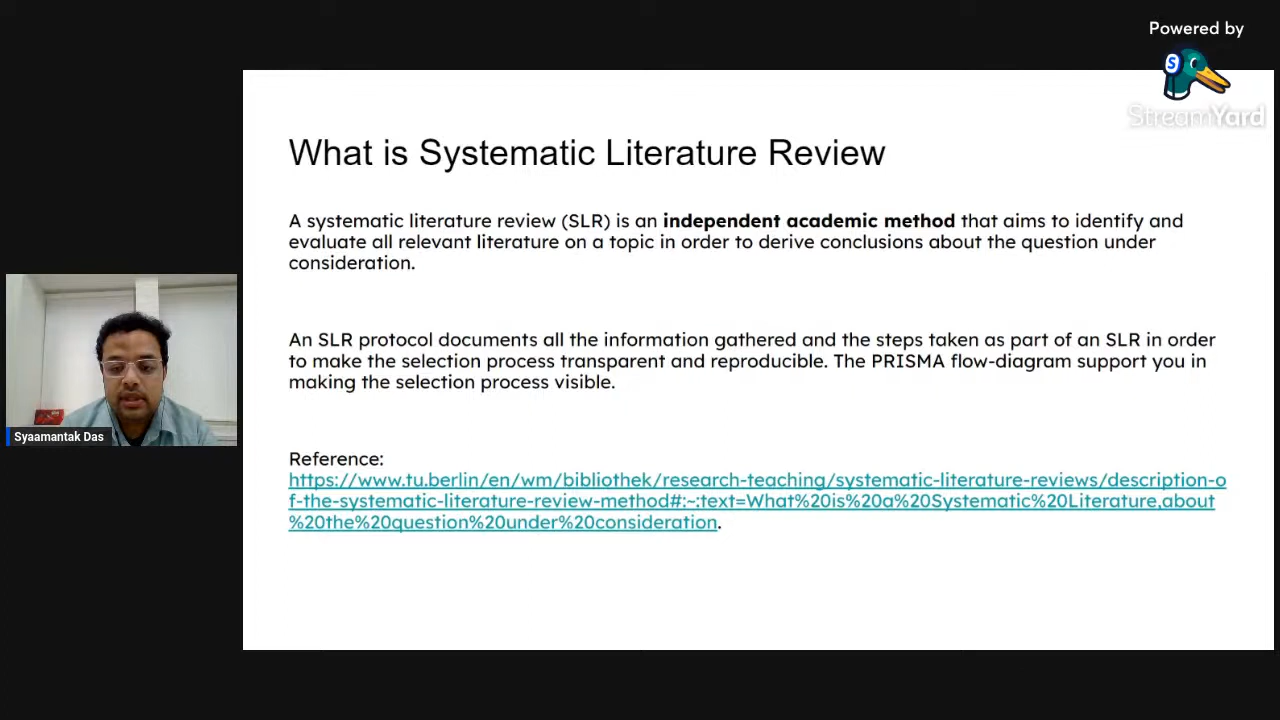 Powered by
StreamYard
What is Systematic Literature Review
A systematic literature review (SLR) is an independent academic method that aims to identify and
evaluate all relevant literature on a topic in order to derive conclusions about the question under
consideration.
An SLR protocol documents all the information gathered and the steps taken as part of an SLR in order
to make the selection process transparent and reproducible. The PRISMA flow-diagram support you in
making the selection process visible.
Reference:
https://www.tu.berlin/en/wm/bibliothek/research-teaching/systematic-literature-reviews/description-o
f-the-systematic-literature-review-method#:~:text=What%20is%20a%20Systematic%20Literature,about
%20the%20question%20under%20consideration.
Syaamantak Das